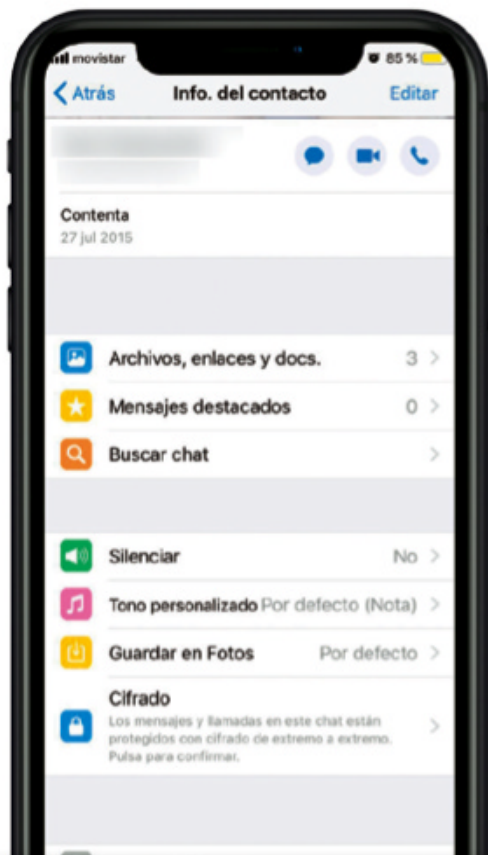 movistar 85 %
Atrás Info. del contacto Editar
Contenta
27 jul 2015
Archivos, enlaces y docs. 3
Mensajes destacados 0
Buscar chat
Silenciar No
Tono personalizado Por defecto (Nota)
Guardar en Fotos Por defecto
Cifrado
Los mensajes y llamadas en este chat están
protegidos con cifrado de extremo a extremo.
Pulsa para confirmar.